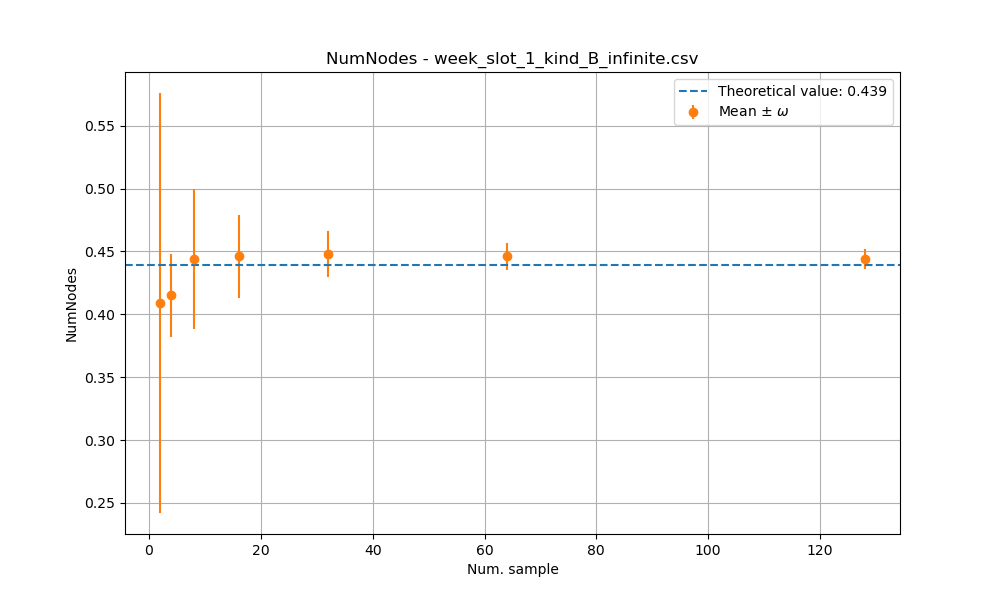 NumNodes - week_slot_1_kind_B_infinite.csv
Theoretical value: 0.439
Mean ± ω
0.55
0.50
0.45
0.40
0.35
0.30
0.25
NumNodes
0 20 40 60 80 100 120
Num. sample